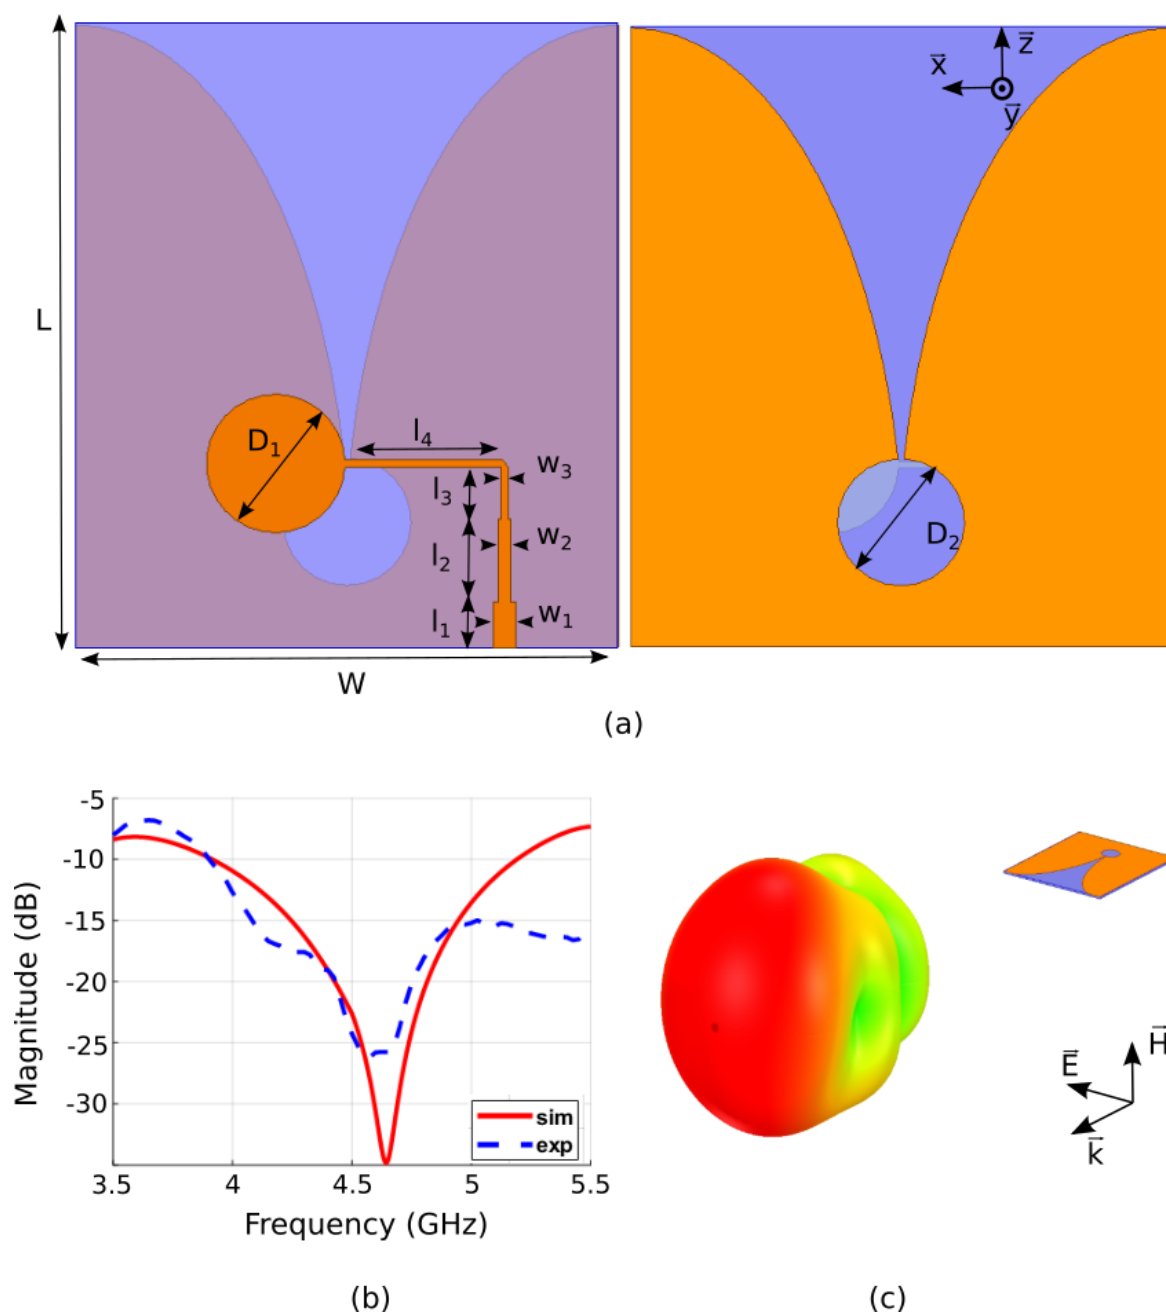 L
W
D₁
l₄
l₃
l₂
l₁
w₃
w₂
w₁
x⃗
z⃗
y⃗
D₂
(a)
Magnitude (dB)
-5
-10
-15
-20
-25
-30
sim
exp
3.5 4 4.5 5 5.5
Frequency (GHz)
(b)
E⃗
H⃗
k⃗
(c)